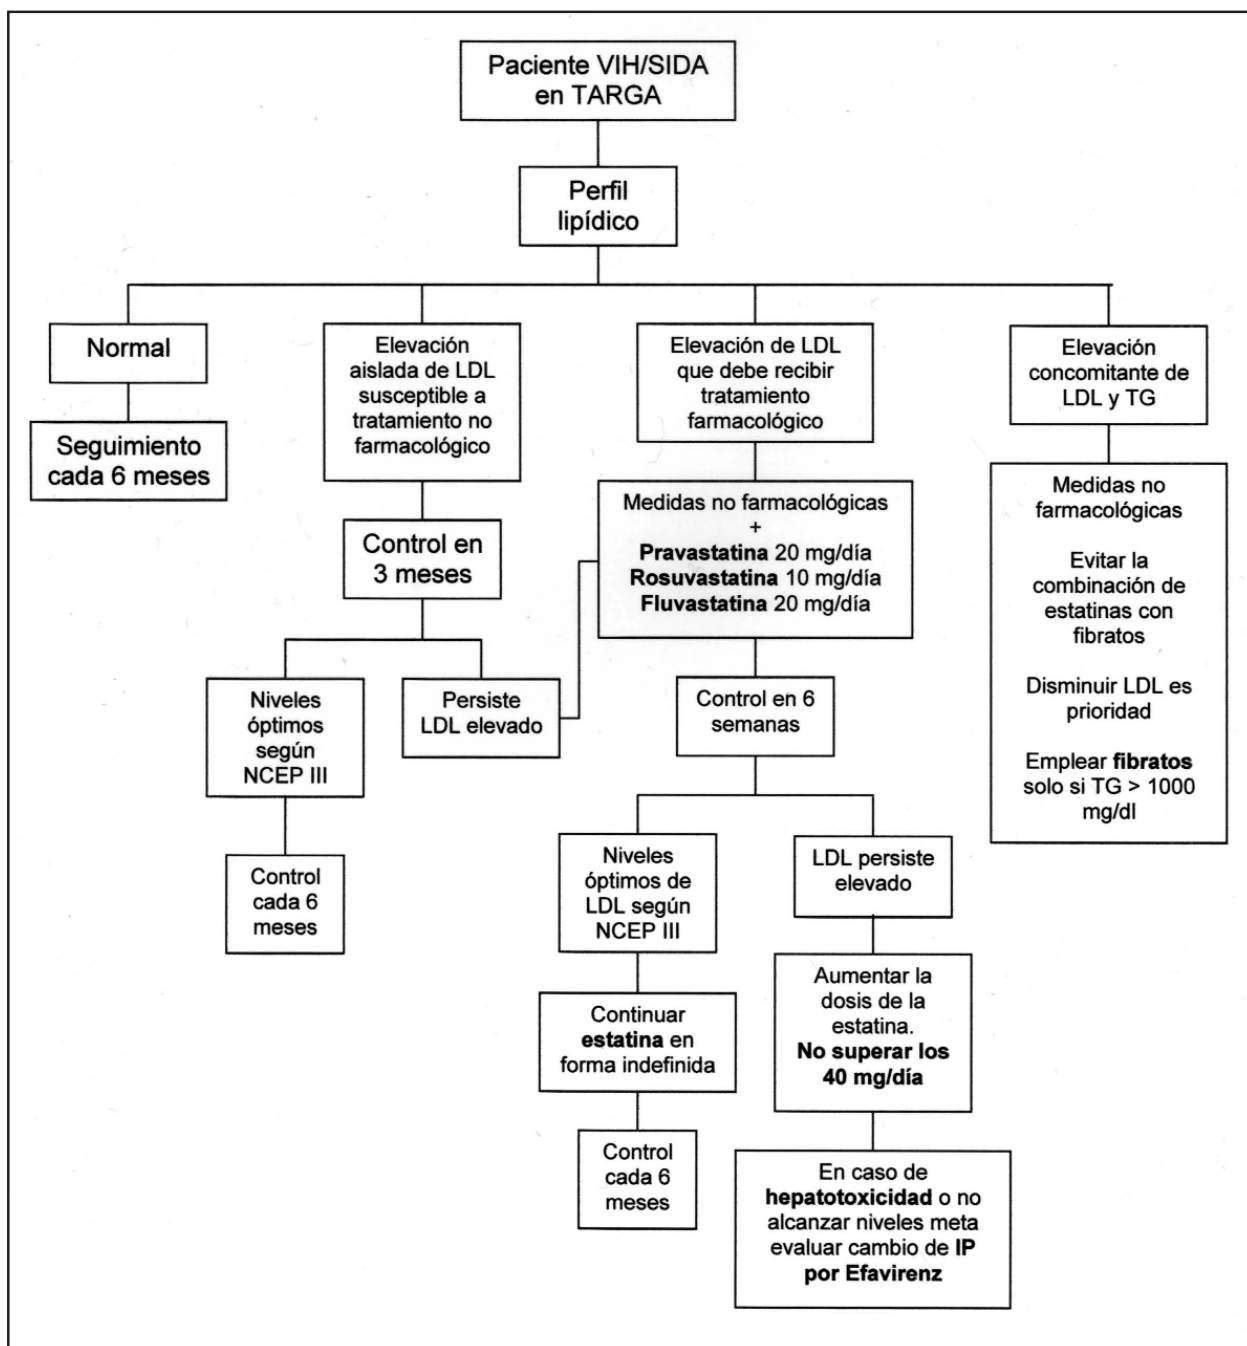 Paciente VIH/SIDA
en TARGA
Perfil
lipídico
Normal
Seguimiento
cada 6 meses
Elevación
aislada de LDL
susceptible a
tratamiento no
farmacológico
Control en
3 meses
Niveles
óptimos
según
NCEP III
Control
cada 6
meses
Persiste
LDL elevado
Elevación de LDL
que debe recibir
tratamiento
farmacológico
Medidas no farmacológicas
+
Pravastatina 20 mg/día
Rosuvastatina 10 mg/día
Fluvastatina 20 mg/día
Control en 6
semanas
Niveles
óptimos de
LDL según
NCEP III
Continuar
estatina en
forma indefinida
Control
cada 6
meses
LDL persiste
elevado
Aumentar la
dosis de la
estatina.
No superar los
40 mg/día
En caso de
hepatotoxicidad o no
alcanzar niveles meta
evaluar cambio de IP
por Efavirenz
Elevación
concomitante de
LDL y TG
Medidas no
farmacológicas
Evitar la
combinación de
estatinas con
fibratos
Disminuir LDL es
prioridad
Emplear fibratos
solo si TG > 1000
mg/dl